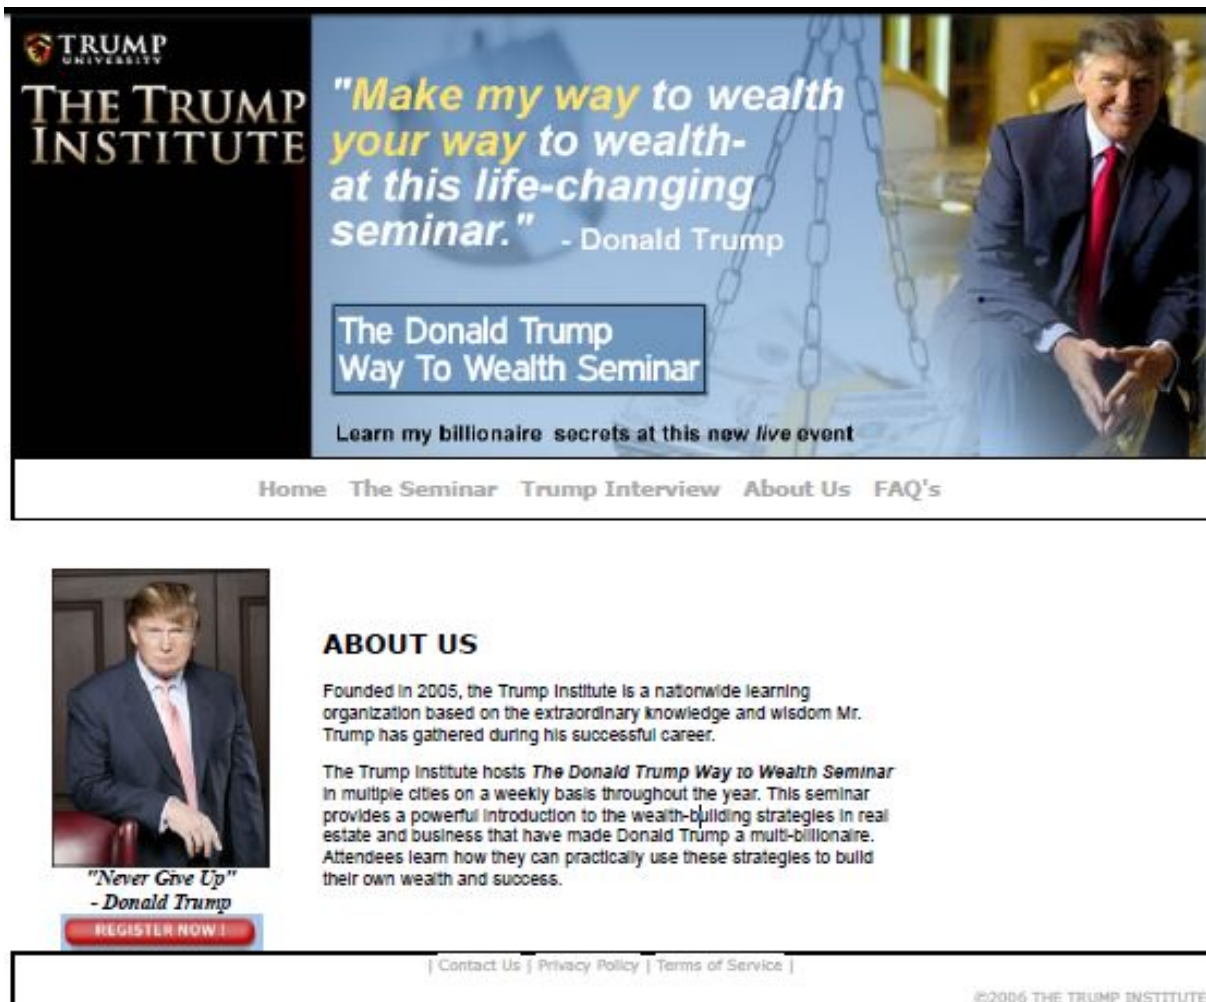 TRUMP
UNIVERSITY
THE TRUMP
INSTITUTE
"Make my way to wealth
your way to wealth-
at this life-changing
seminar." - Donald Trump
The Donald Trump
Way To Wealth Seminar
Learn my billionaire secrets at this new live event
Home The Seminar Trump Interview About Us FAQ's
ABOUT US
Founded in 2005, the Trump Institute is a nationwide learning
organization based on the extraordinary knowledge and wisdom Mr.
Trump has gathered during his successful career.
The Trump Institute hosts The Donald Trump Way to Wealth Seminar
in multiple cities on a weekly basis throughout the year. This seminar
provides a powerful introduction to the wealth-building strategies in real
estate and business that have made Donald Trump a multi-billionaire.
Attendees learn how they can practically use these strategies to build
their own wealth and success.
"Never Give Up"
- Donald Trump
REGISTER NOW !
| Contact Us | Privacy Policy | Terms of Service |
©2006 THE TRUMP INSTITUTE